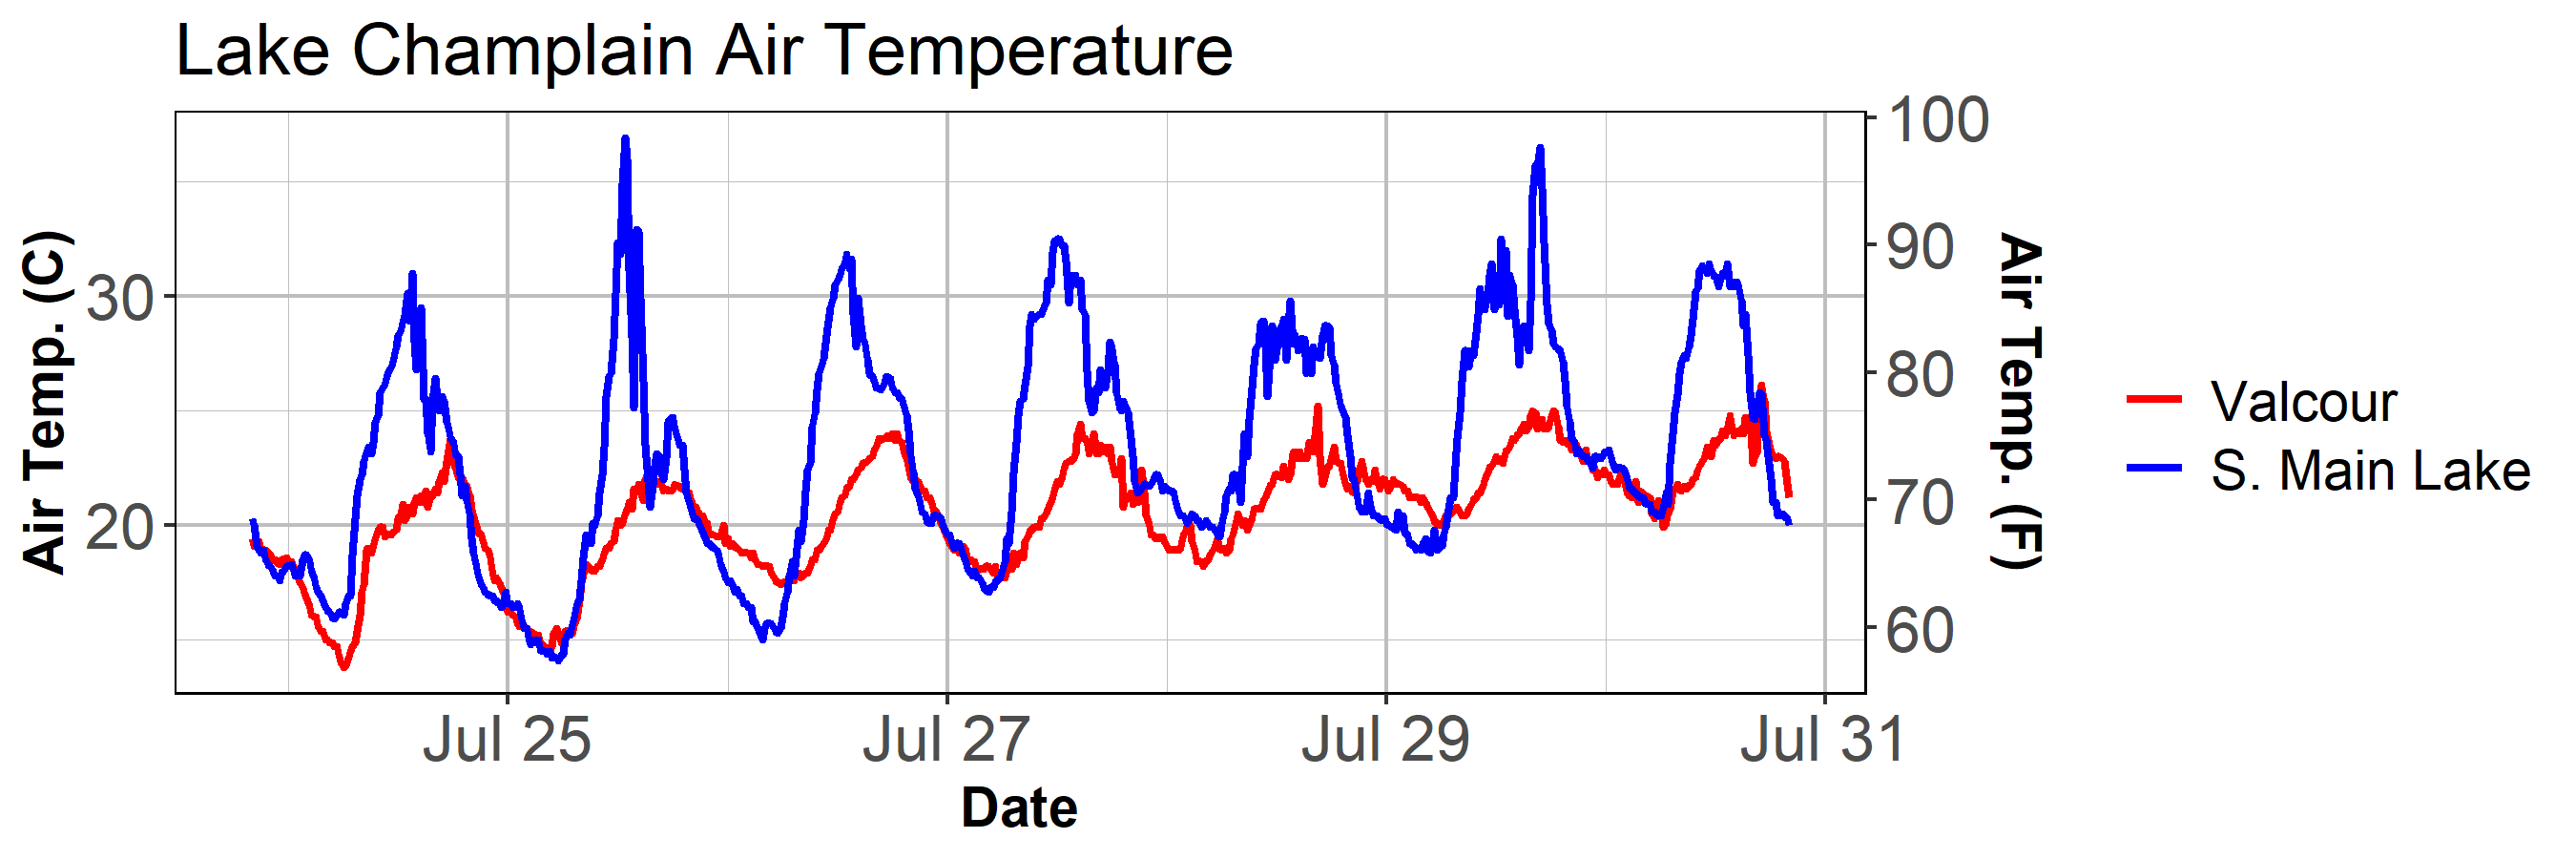 Lake Champlain Air Temperature
Air Temp. (C)
30
20
100
90
80
70
60
Air Temp. (F)
Jul 25
Jul 27
Jul 29
Jul 31
Date
Valcour
S. Main Lake